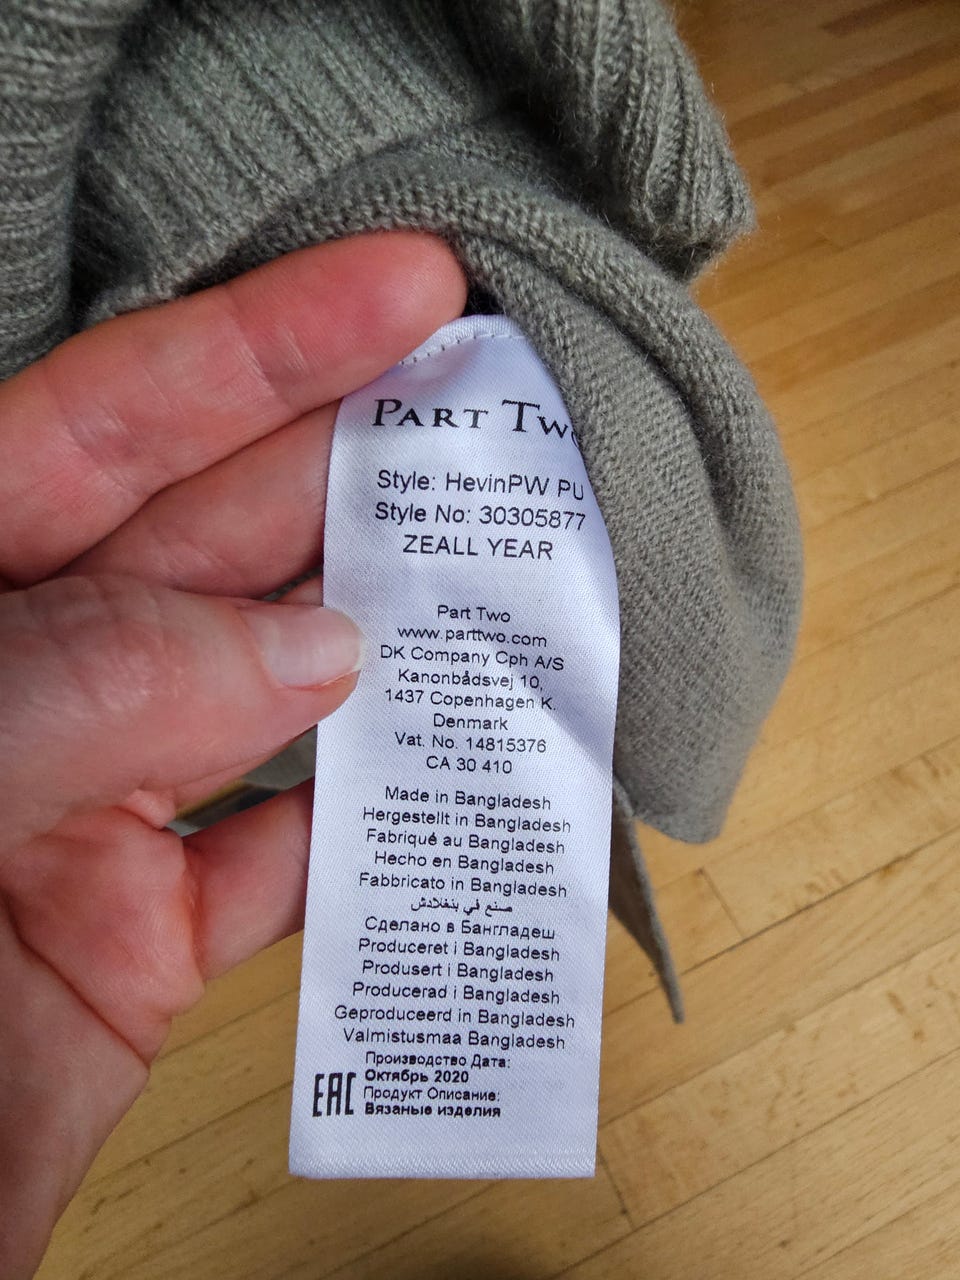 PART TWO
Style: HevinPW PU
Style No: 30305877
ZEALL YEAR
Part Two
www.parttwo.com
DK Company Cph A/S
Kanonbådsvej 10,
1437 Copenhagen K.
Denmark
Vat. No. 14815376
CA 30 410
Made in Bangladesh
Hergestellt in Bangladesh
Fabriqué au Bangladesh
Hecho en Bangladesh
Fabbricato in Bangladesh
صنع في بنغلادش
Сделано в Бангладеш
Produceret i Bangladesh
Produsert i Bangladesh
Producerad i Bangladesh
Geproduceerd in Bangladesh
Valmistusmaa Bangladesh
Производство Дата:
Октябрь 2020
EAC Продукт Описание:
Вязаные изделия